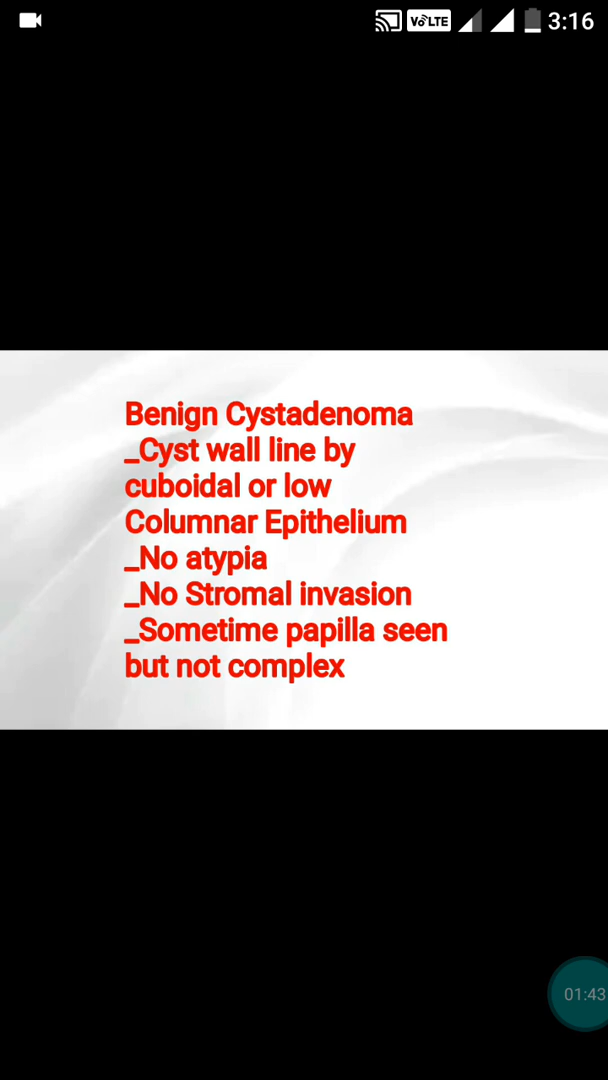 VoLTE 3:16
Benign Cystadenoma
_Cyst wall line by
cuboidal or low
Columnar Epithelium
_No atypia
_No Stromal invasion
_Sometime papilla seen
but not complex
01:43